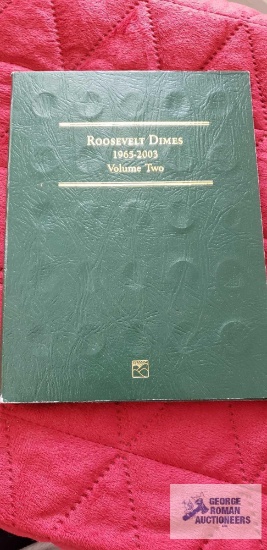 ROOSEVELT DIMES
1965-2003
VOLUME TWO
GEORGE
ROMAN
AUCTIONEERS